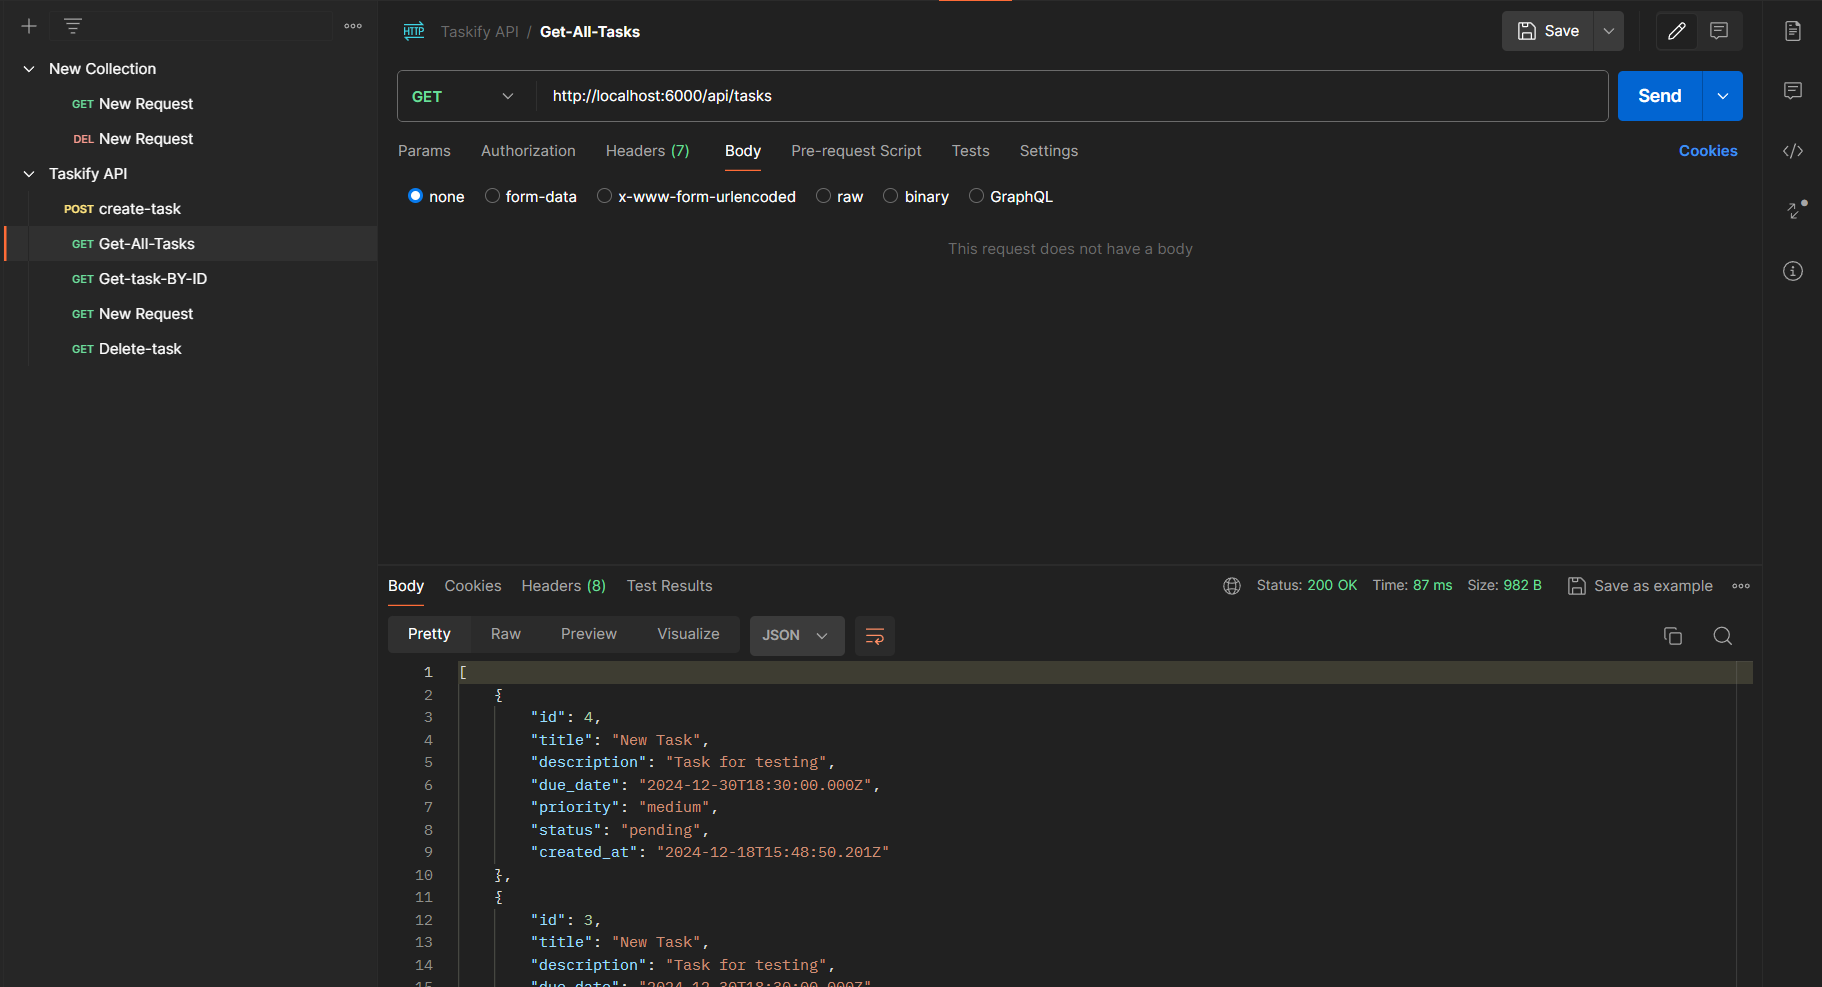 New Collection
GET New Request
DEL New Request
Taskify API
POST create-task
GET Get-All-Tasks
GET Get-task-BY-ID
GET New Request
GET Delete-task
HTTP Taskify API / Get-All-Tasks
Save
GET http://localhost:6000/api/tasks
Send
Params Authorization Headers (7) Body Pre-request Script Tests Settings Cookies
none form-data x-www-form-urlencoded raw binary GraphQL
This request does not have a body
Body Cookies Headers (8) Test Results Status: 200 OK Time: 87 ms Size: 982 B Save as example
Pretty Raw Preview Visualize JSON
1 [
2 {
3 "id": 4,
4 "title": "New Task",
5 "description": "Task for testing",
6 "due_date": "2024-12-30T18:30:00.000Z",
7 "priority": "medium",
8 "status": "pending",
9 "created_at": "2024-12-18T15:48:50.201Z"
10 },
11 {
12 "id": 3,
13 "title": "New Task",
14 "description": "Task for testing",
15 "due_date": "2024-12-30T18:30:00.000Z",